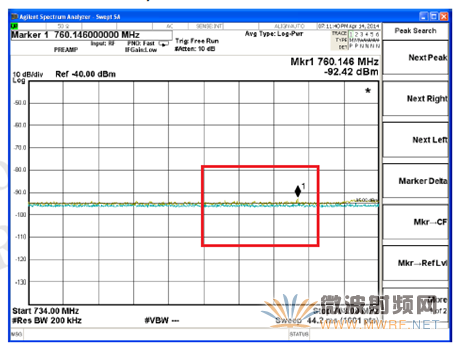 Agilent Spectrum Analyzer - Swept SA
50 Ω AC SENSE:INT ALIGNAUTO 07:11:40 PM Apr 14, 2014
Marker 1 760.146000000 MHz
Avg Type: Log-Pwr
TRACE 1 2 3 4 5 6
TYPE
DET P P N N N N
Input: RF PNO: Fast Trig: Free Run
PREAMP IFGain:Low #Atten: 10 dB
Peak Search
Mkr1 760.146 MHz
-92.42 dBm
10 dB/div Ref -40.00 dBm
Log
Next Peak
-50.0
Next Right
-60.0
-70.0
Next Left
-80.0
Marker Delta
-90.0
1
-100
Mkr→CF
-110
-120
Mkr→RefLvl
-130
More
1 of 2
Start 734.00 MHz
#Res BW 200 kHz #VBW --- Sweep 44.2 ms (1001 pts)
微波射频网
WWW.MWRF.NET
MSG STATUS